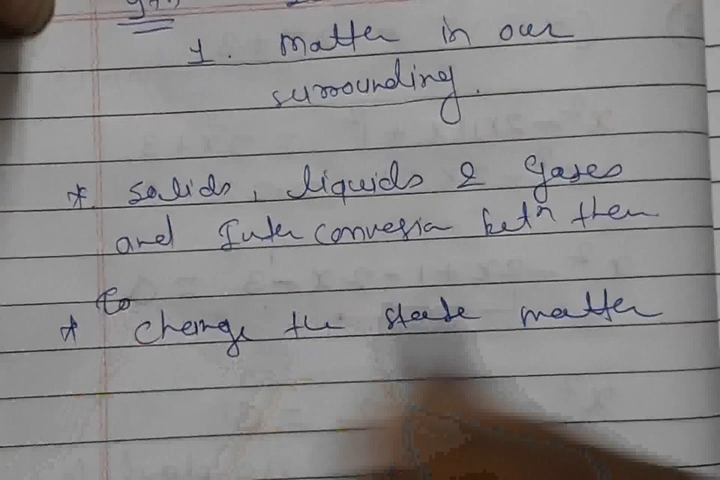 1. Matter in our
surrounding.
* Solids, liquids & gases
and Inter conversion betn them
to
* change the state matter